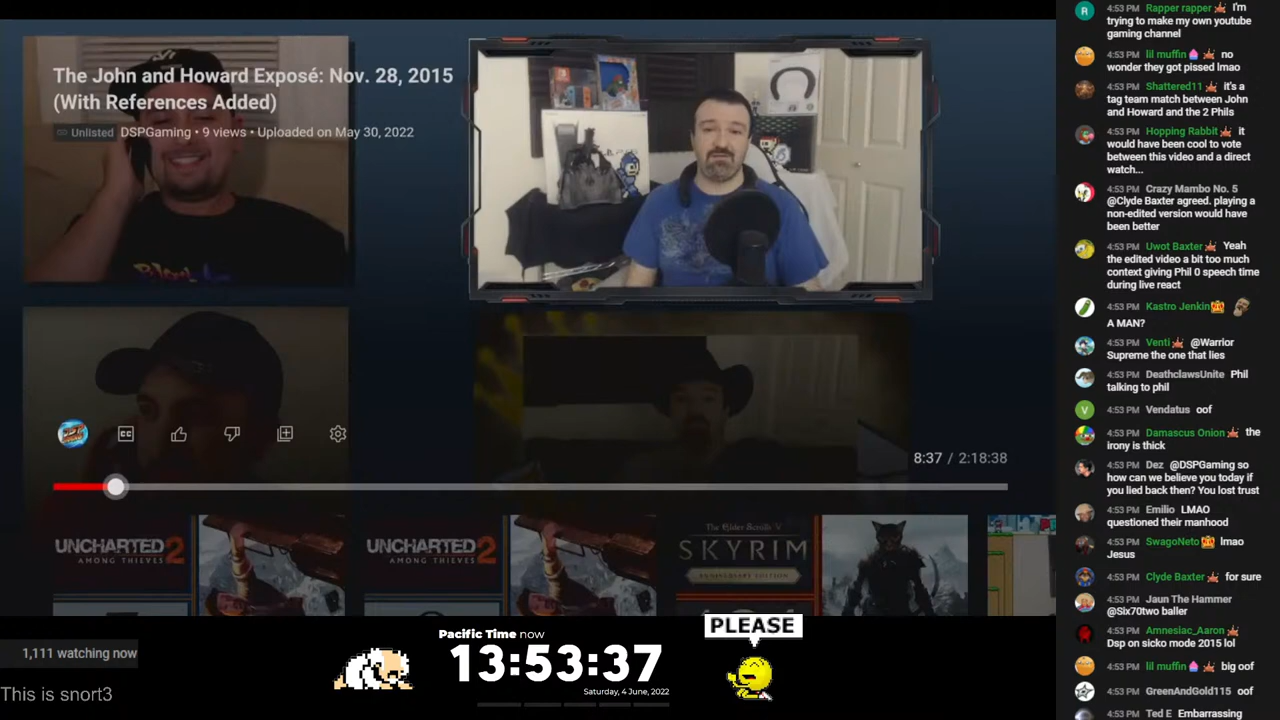 The John and Howard Exposé: Nov. 28, 2015
(With References Added)
Unlisted DSPGaming • 9 views • Uploaded on May 30, 2022
8:37 / 2:18:38
UNCHARTED 2
AMONG THIEVES
UNCHARTED 2
AMONG THIEVES
The Elder Scrolls V
SKYRIM
ANNIVERSARY EDITION
1,111 watching now
This is snort3
Pacific Time now
13:53:37
Saturday, 4 June, 2022
PLEASE
4:53 PM Rapper rapper I'm
trying to make my own youtube
gaming channel
4:53 PM lil muffin no
wonder they got pissed lmao
4:53 PM Shattered11 it's a
tag team match between John
and Howard and the 2 Phils
4:53 PM Hopping Rabbit it
would have been cool to vote
between this video and a direct
watch...
4:53 PM Crazy Mambo No. 5
@Clyde Baxter agreed. playing a
non-edited version would have
been better
4:53 PM Uwot Baxter Yeah
the edited video a bit too much
context giving Phil 0 speech time
during live react
4:53 PM Kastro Jenkin
A MAN?
4:53 PM Venti @Warrior
Supreme the one that lies
4:53 PM DeathclawsUnite Phil
talking to phil
4:53 PM Vendatus oof
4:53 PM Damascus Onion the
irony is thick
4:53 PM Dez @DSPGaming so
how can we believe you today if
you lied back then? You lost trust
4:53 PM Emilio LMAO
questioned their manhood
4:53 PM SwagoNeto lmao
Jesus
4:53 PM Clyde Baxter for sure
4:53 PM Jaun The Hammer
@Six70two baller
4:53 PM Amnesiac_Aaron
Dsp on sicko mode 2015 lol
4:53 PM lil muffin big oof
4:53 PM GreenAndGold115 oof
4:53 PM Ted E Embarrassing